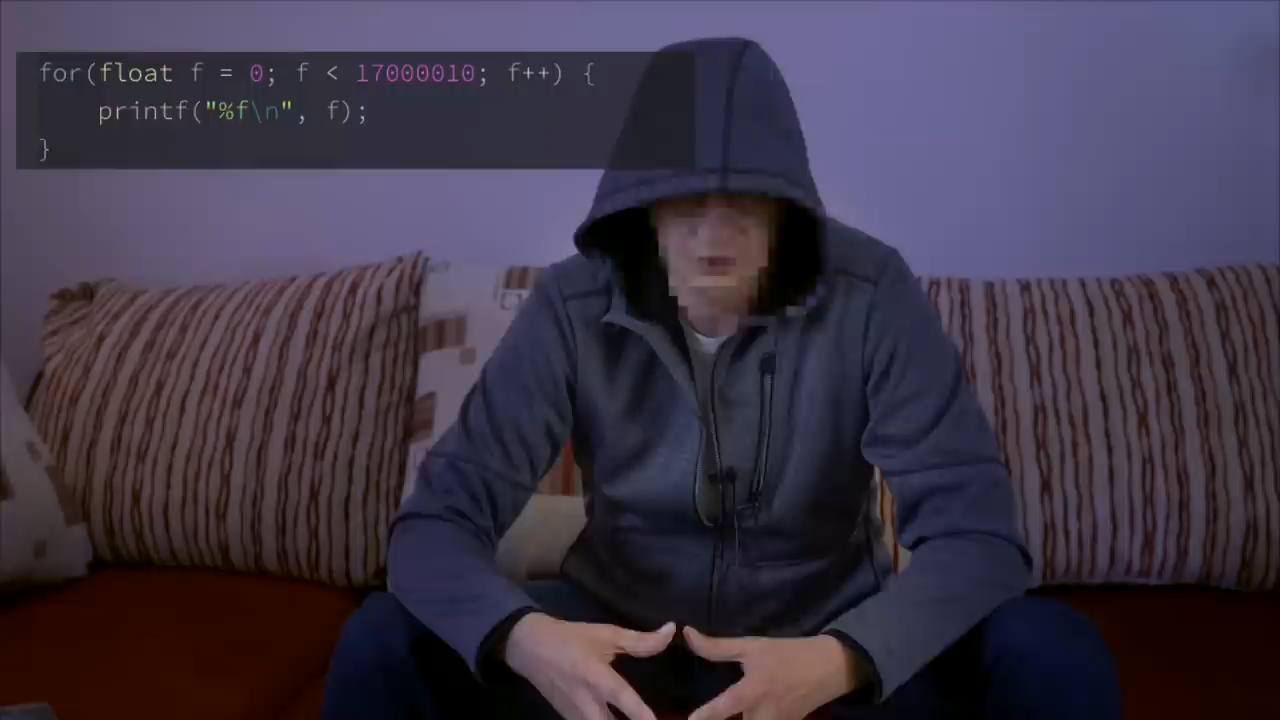 for(float f = 0; f < 17000010; f++) {
    printf("%f\n", f);
}